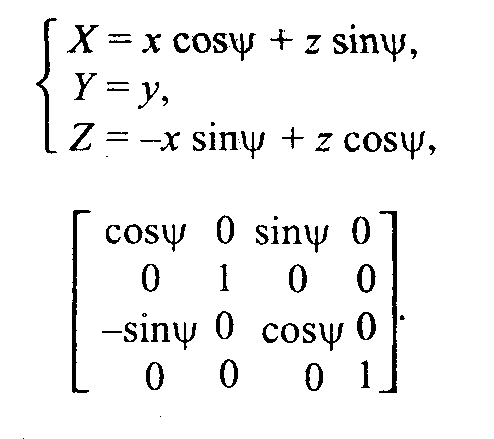 X = x cosψ + z sinψ,
Y = y,
Z = –x sinψ + z cosψ,
cosψ 0 sinψ 0
0 1 0 0
–sinψ 0 cosψ 0
0 0 0 1.